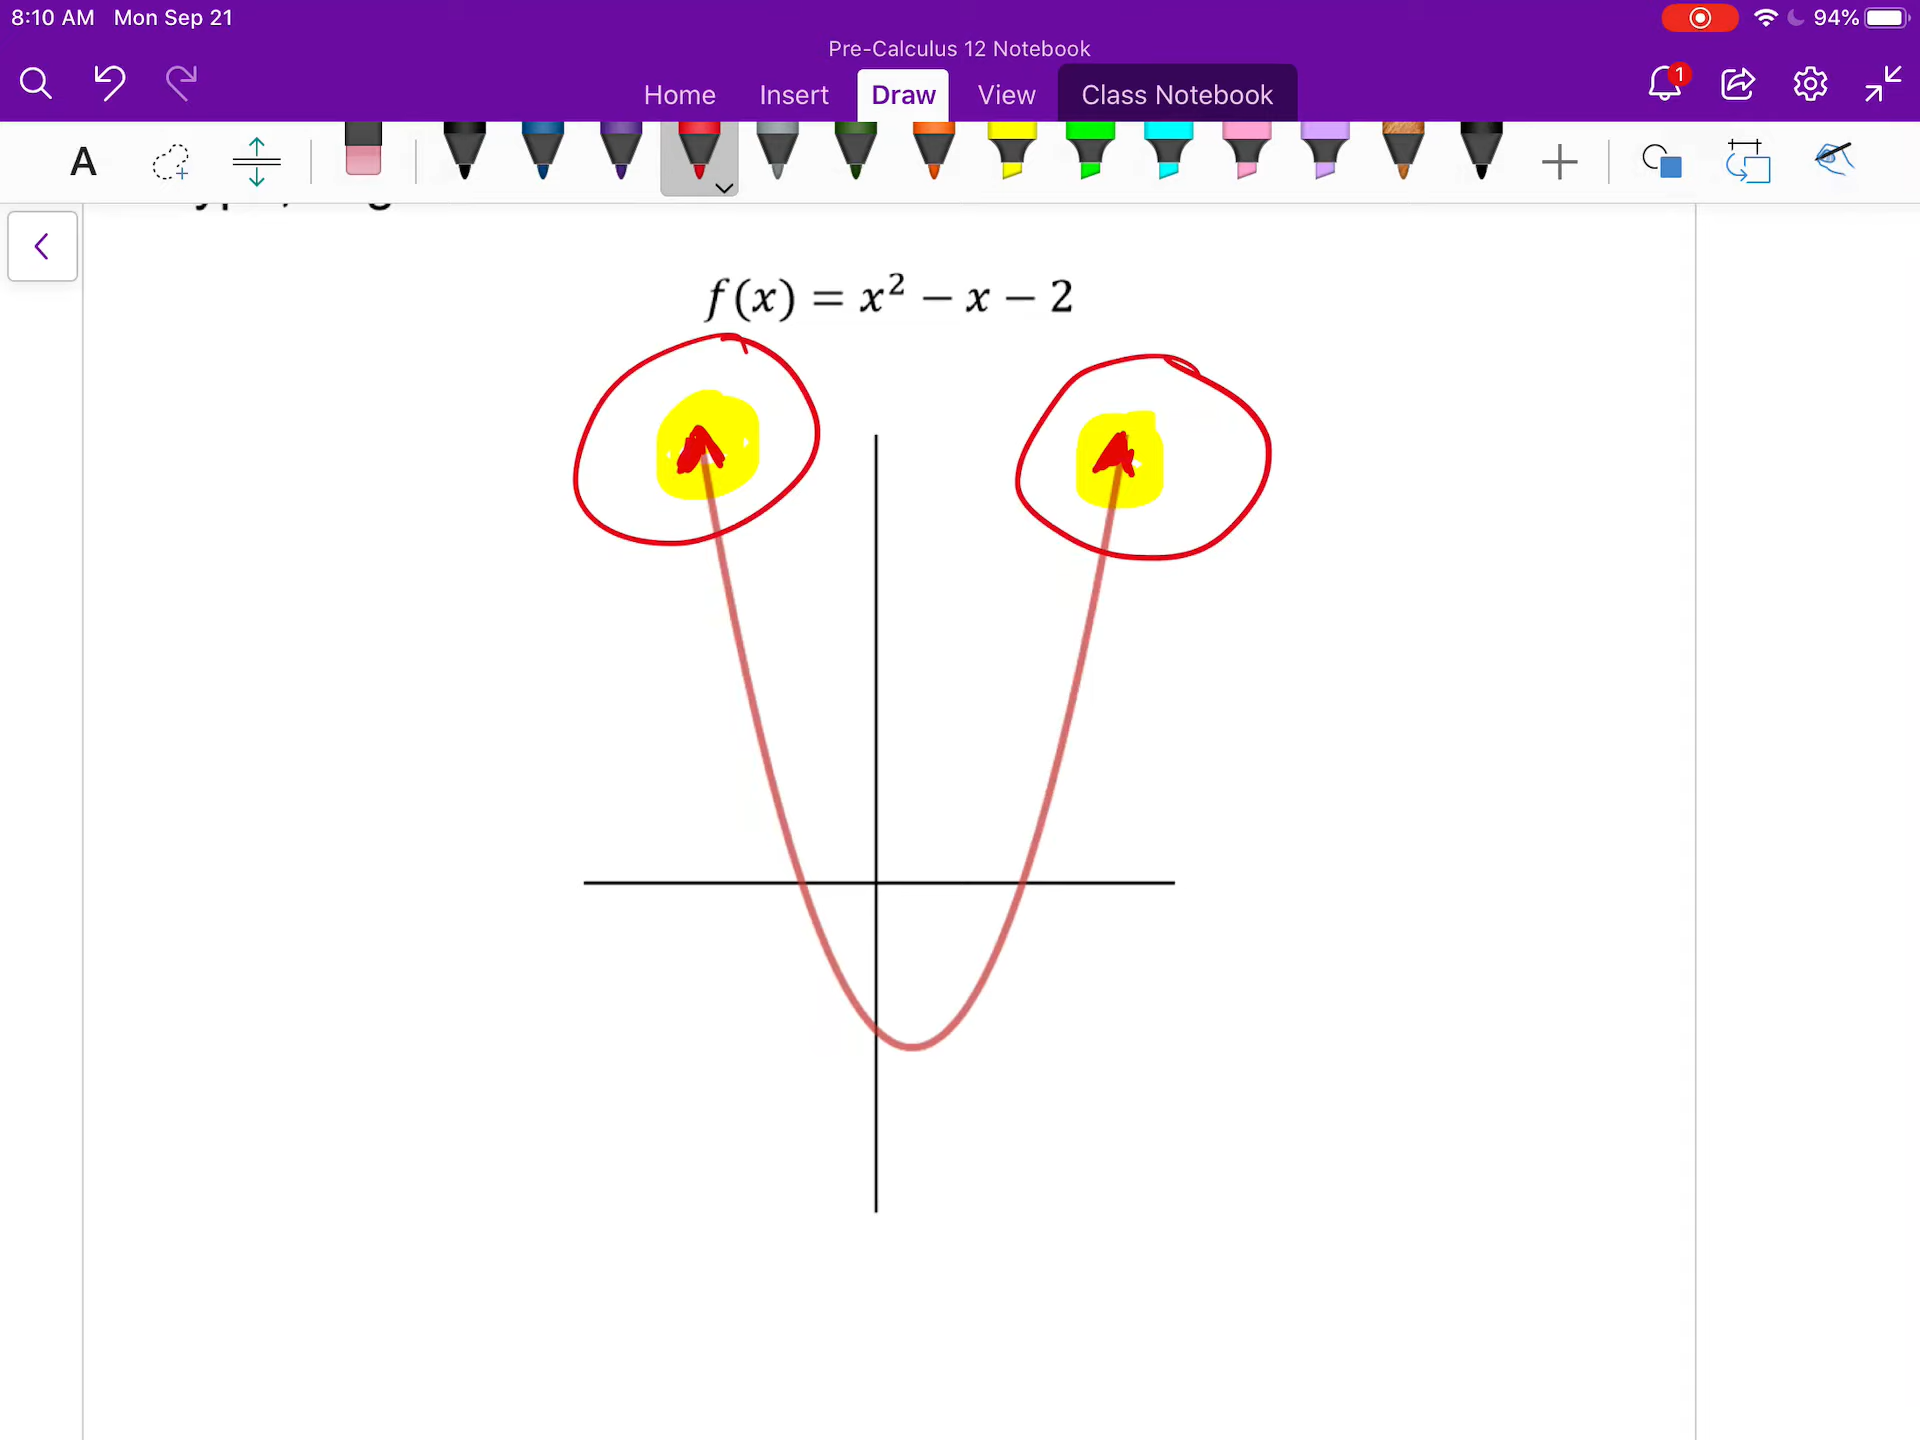 8:10 AM Mon Sep 21
94%
Pre-Calculus 12 Notebook
Home Insert Draw View Class Notebook
1
A
f(x) = x² − x − 2